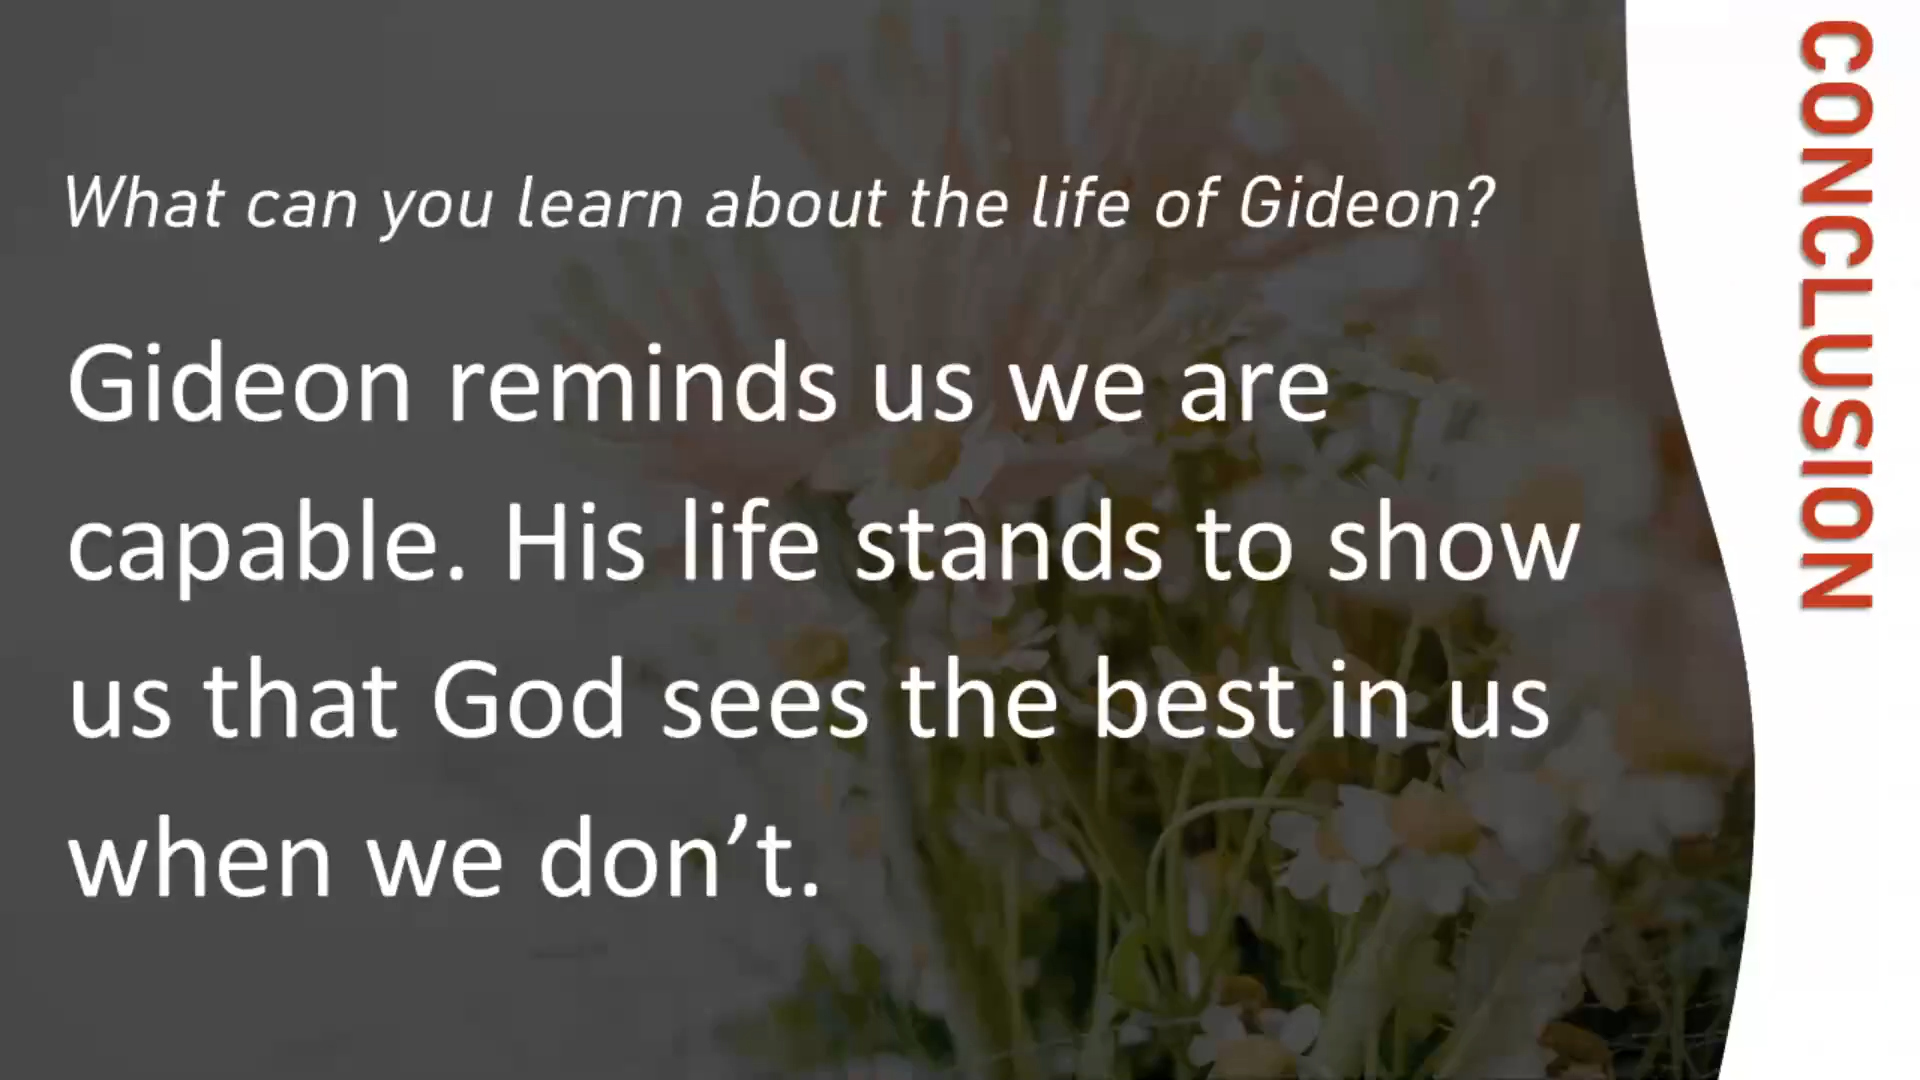 What can you learn about the life of Gideon?
Gideon reminds us we are
capable. His life stands to show
us that God sees the best in us
when we don’t.
CONCLUSION